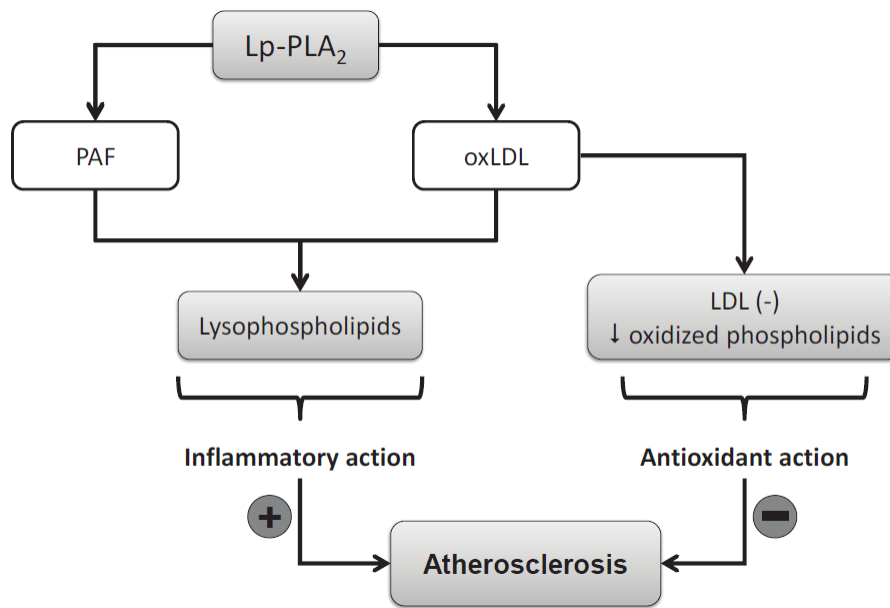 Lp-PLA₂
PAF
oxLDL
Lysophospholipids
LDL (-)
↓ oxidized phospholipids
Inflammatory action
Antioxidant action
+
−
Atherosclerosis